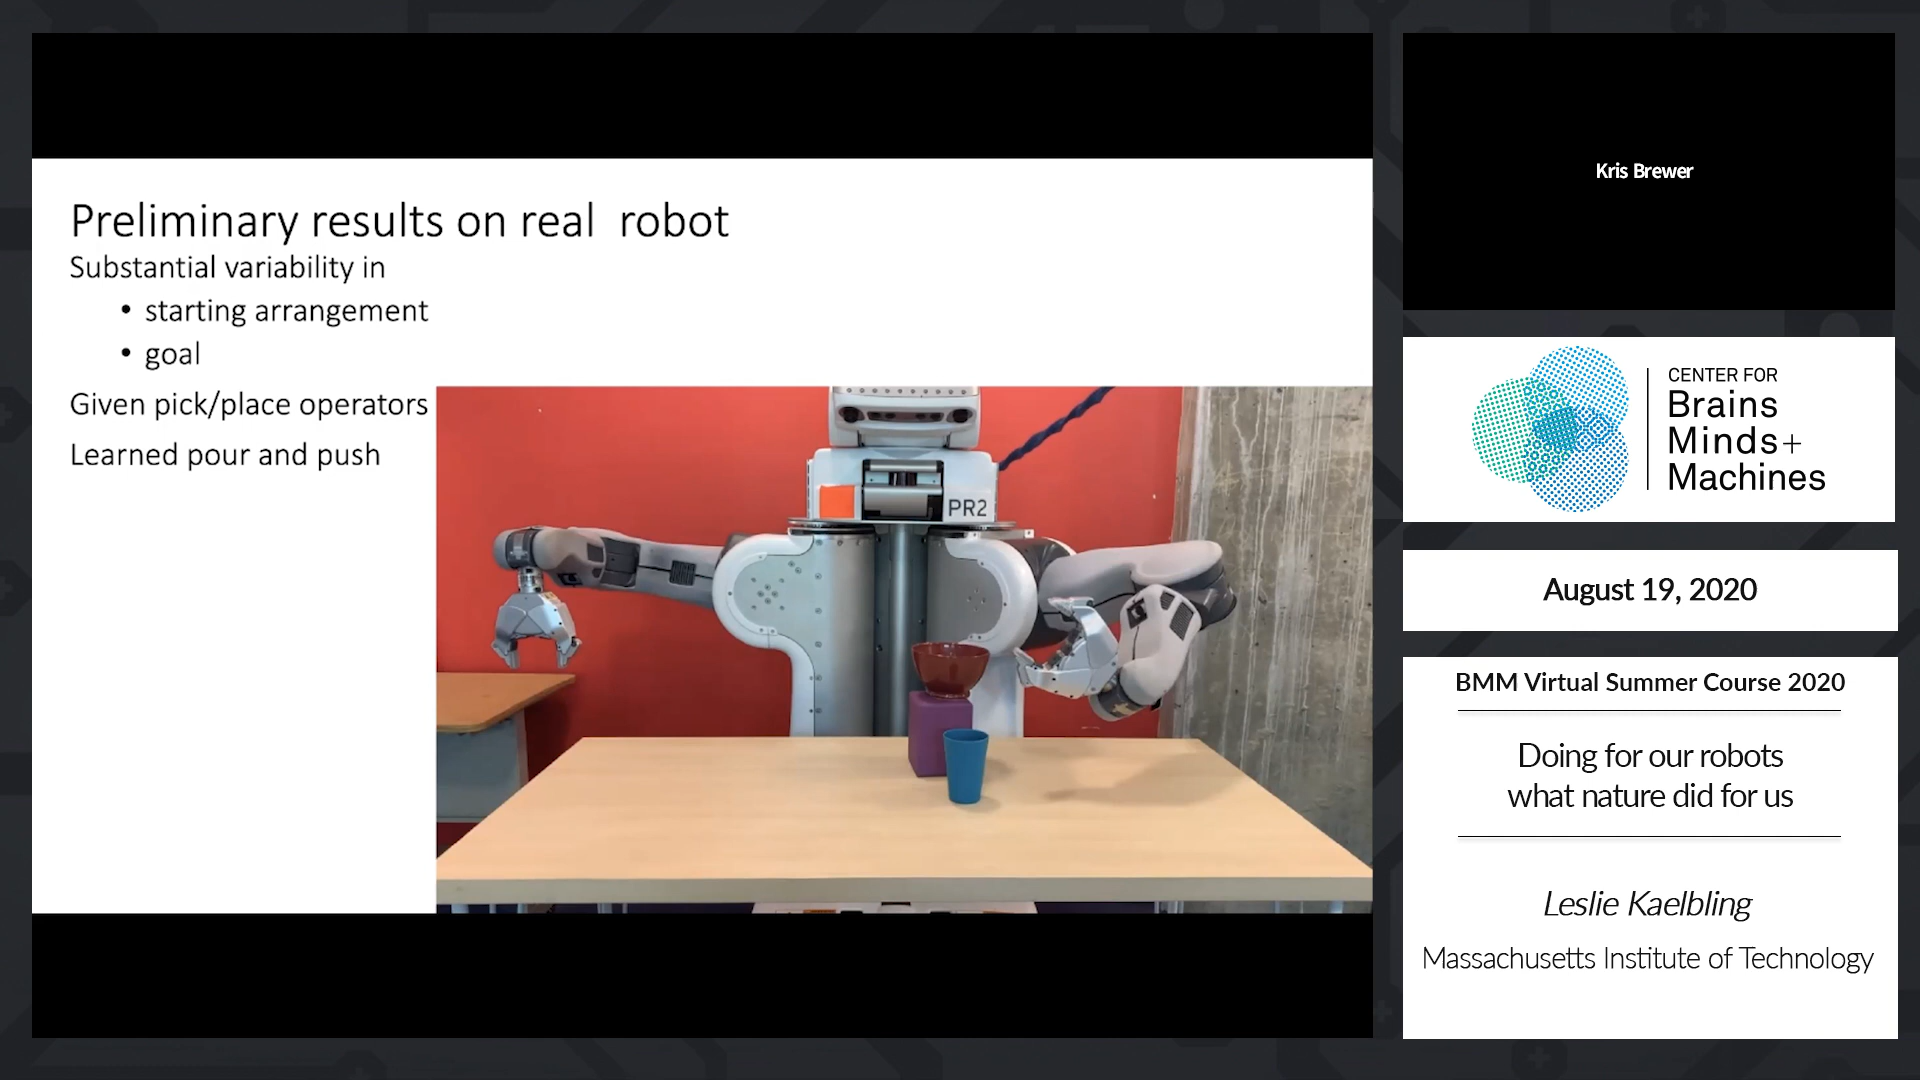 Preliminary results on real robot
Substantial variability in
• starting arrangement
• goal
Given pick/place operators
Learned pour and push
PR2
Kris Brewer
CENTER FOR
Brains
Minds+
Machines
August 19, 2020
BMM Virtual Summer Course 2020
Doing for our robots
what nature did for us
Leslie Kaelbling
Massachusetts Institute of Technology